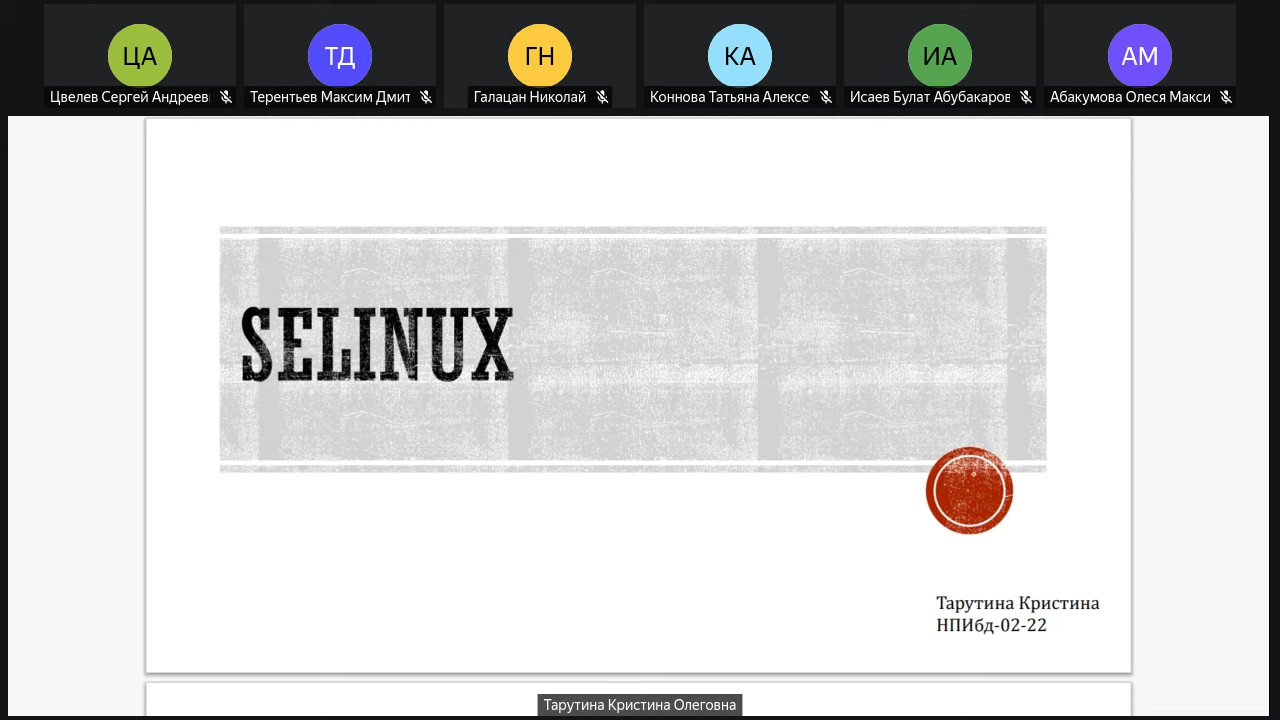 ЦА
ТД
ГН
КА
ИА
АМ
Цвелев Сергей Андреев
Терентьев Максим Дмит
Галацан Николай
Коннова Татьяна Алексе
Исаев Булат Абубакаров
Абакумова Олеся Макси
SELINUX
Тарутина Кристина
НПИбд-02-22
Тарутина Кристина Олеговна